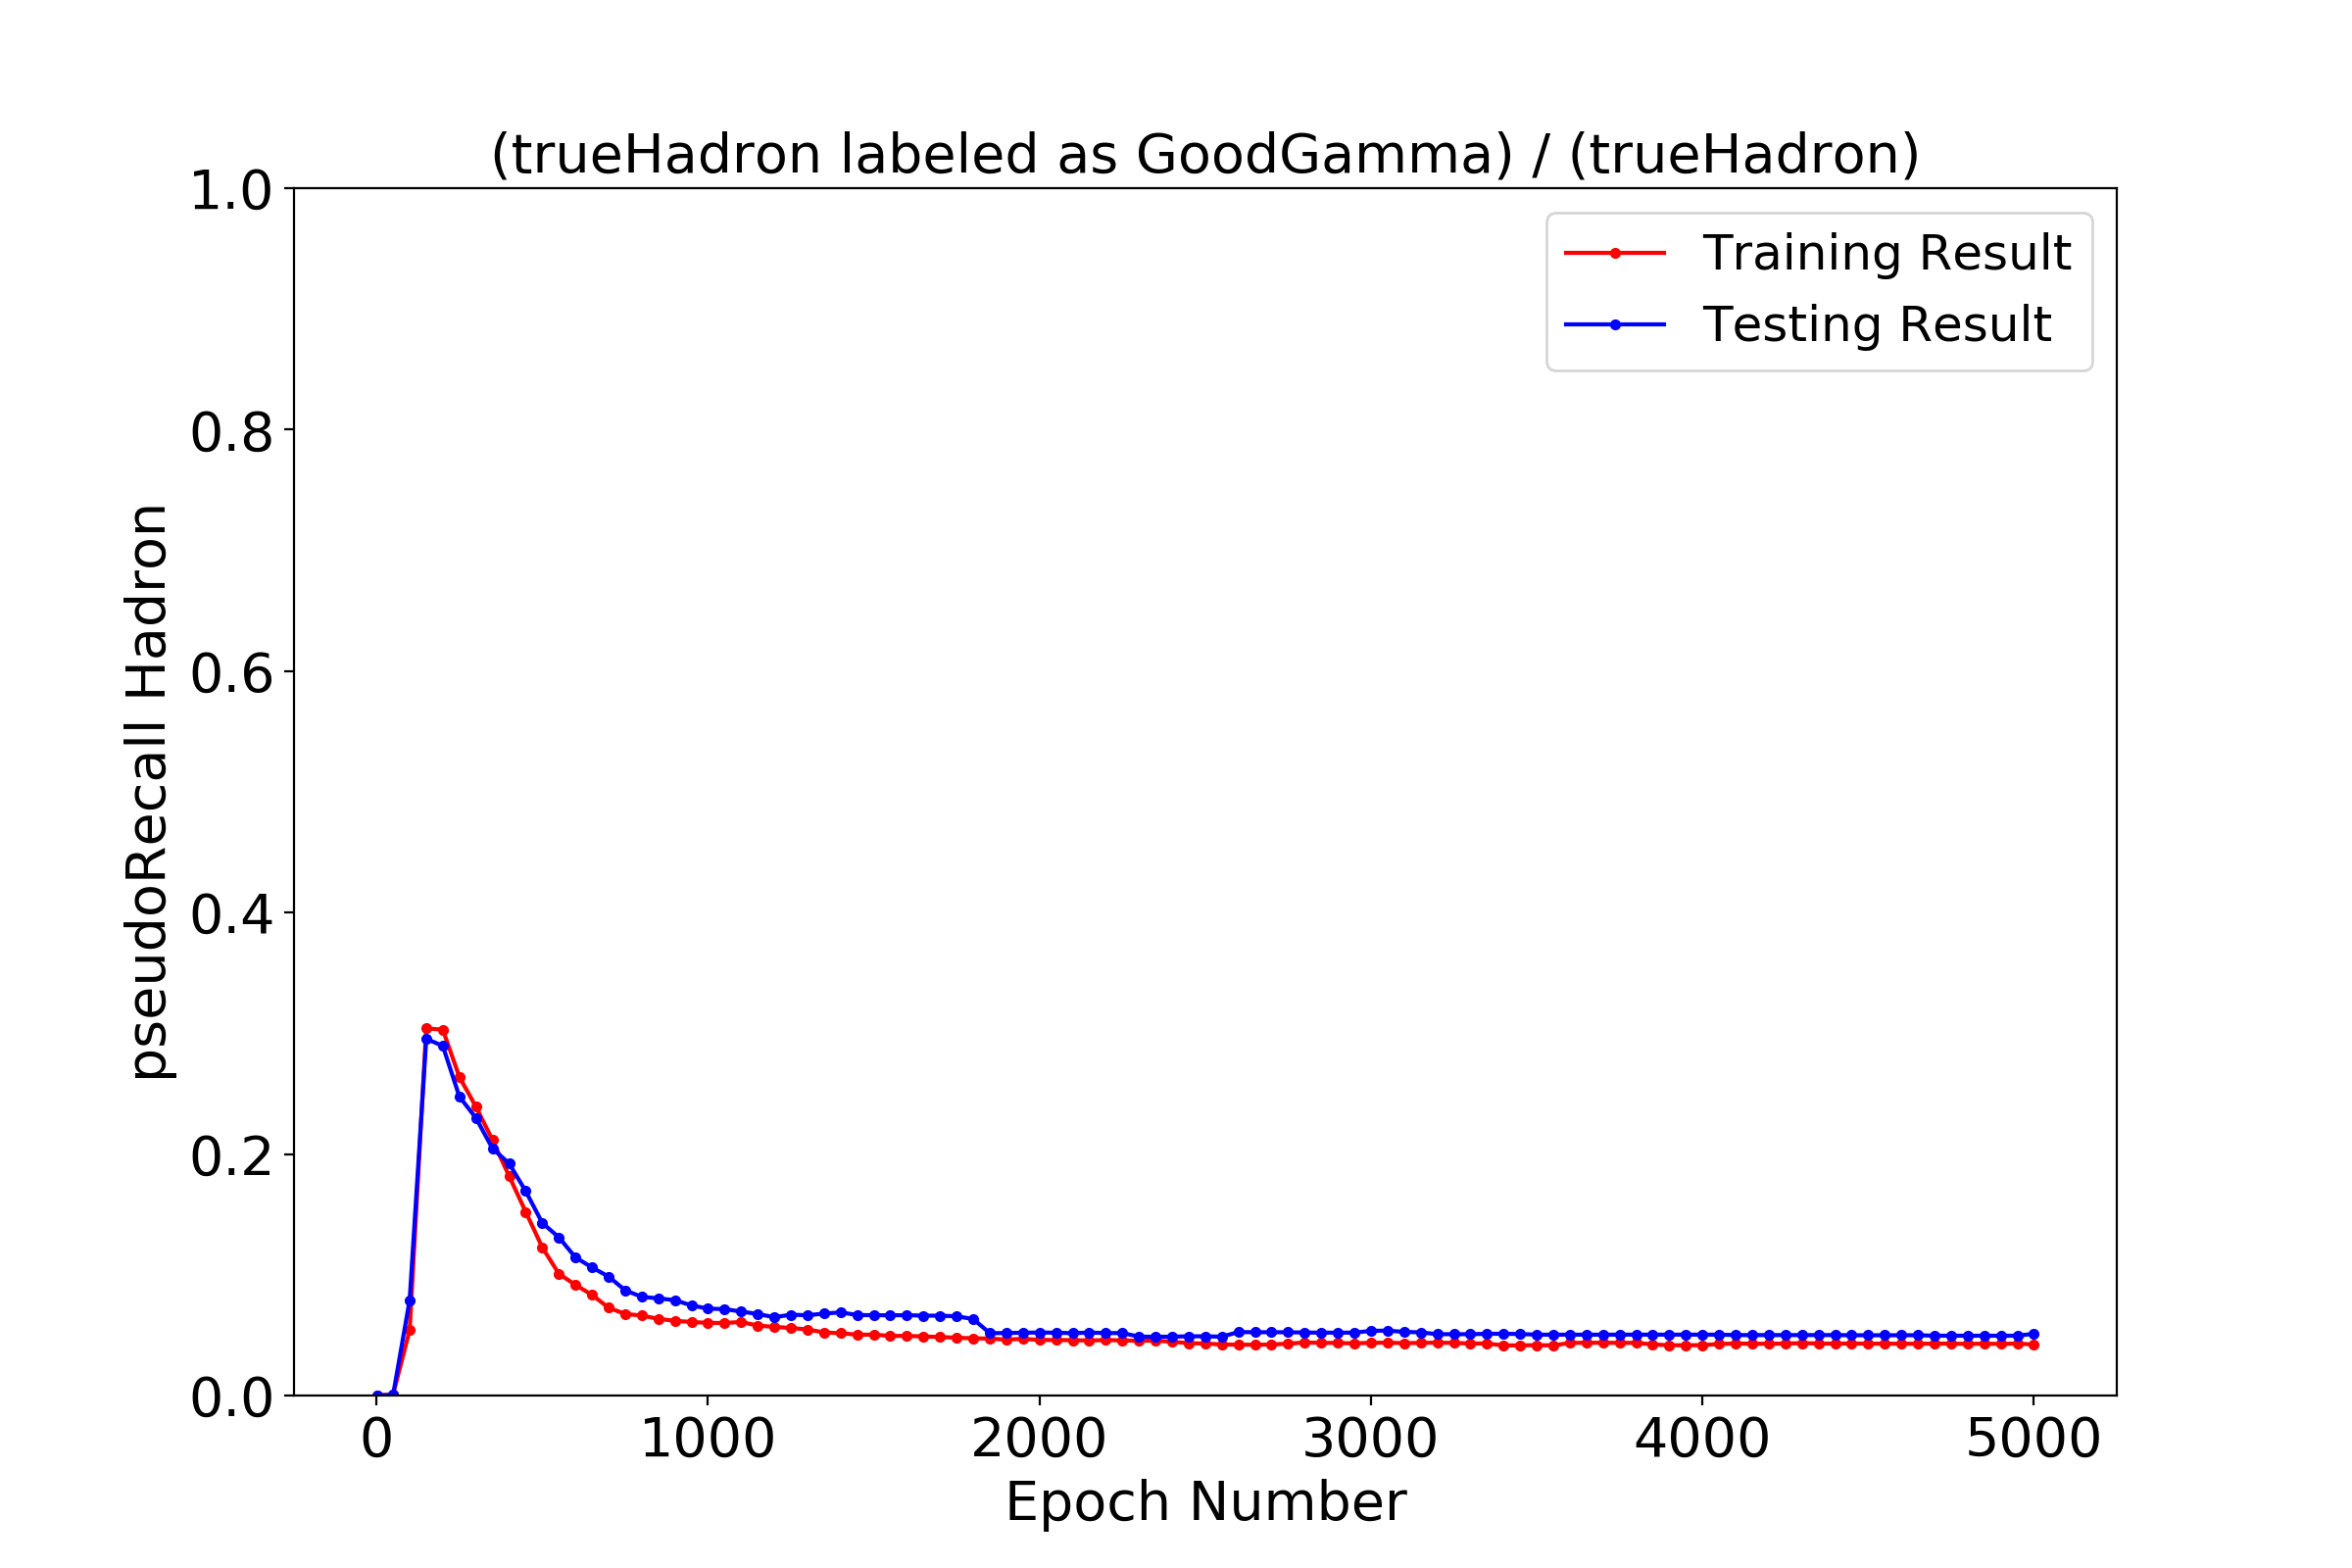 (trueHadron labeled as GoodGamma) / (trueHadron)
1.0
0.8
0.6
0.4
0.2
0.0
pseudoRecall Hadron
Training Result
Testing Result
0 1000 2000 3000 4000 5000
Epoch Number